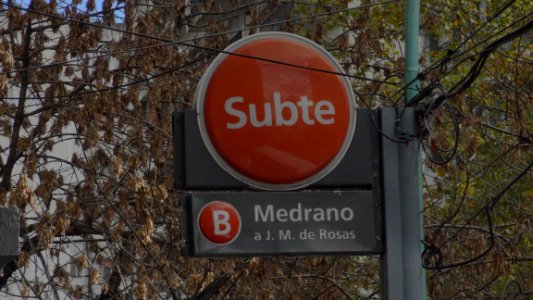 Subte
B Medrano
a J. M. de Rosas